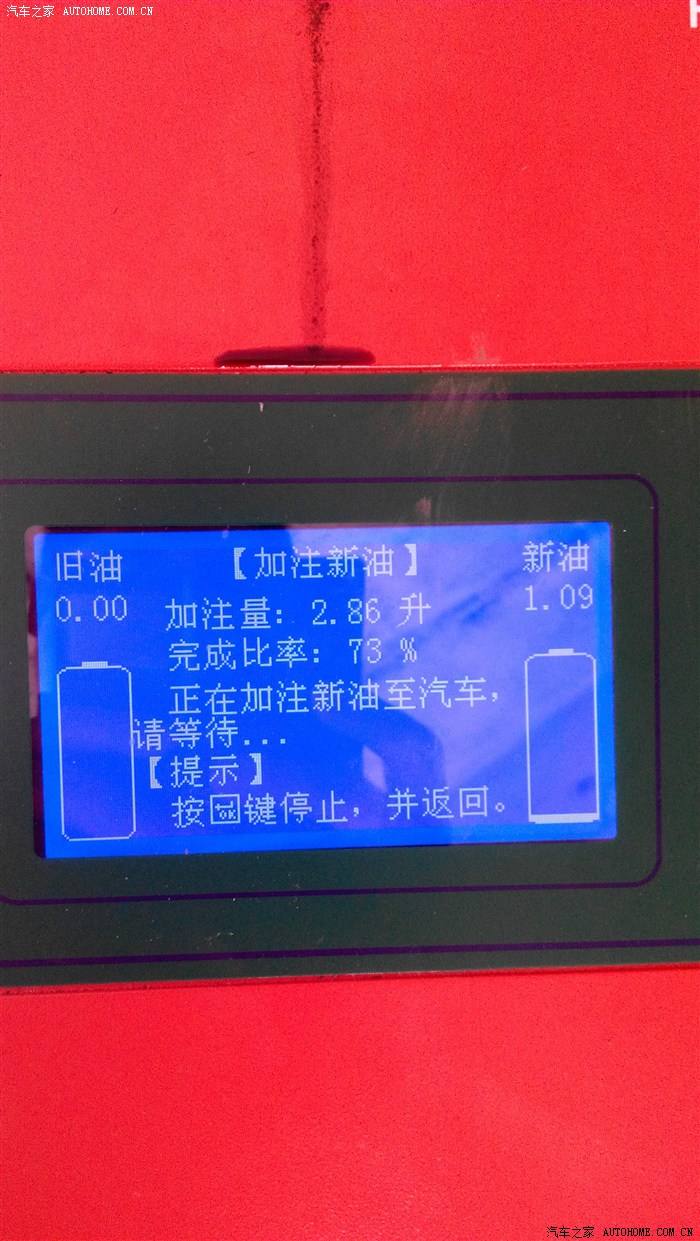 汽车之家 AUTOHOME.COM.CN
旧油 【加注新油】 新油
0.00 加注量: 2.86 升 1.09
完成比率: 73 %
正在加注新油至汽车,
请等待...
【提示】
按OK键停止, 并返回。
汽车之家 AUTOHOME.COM.CN